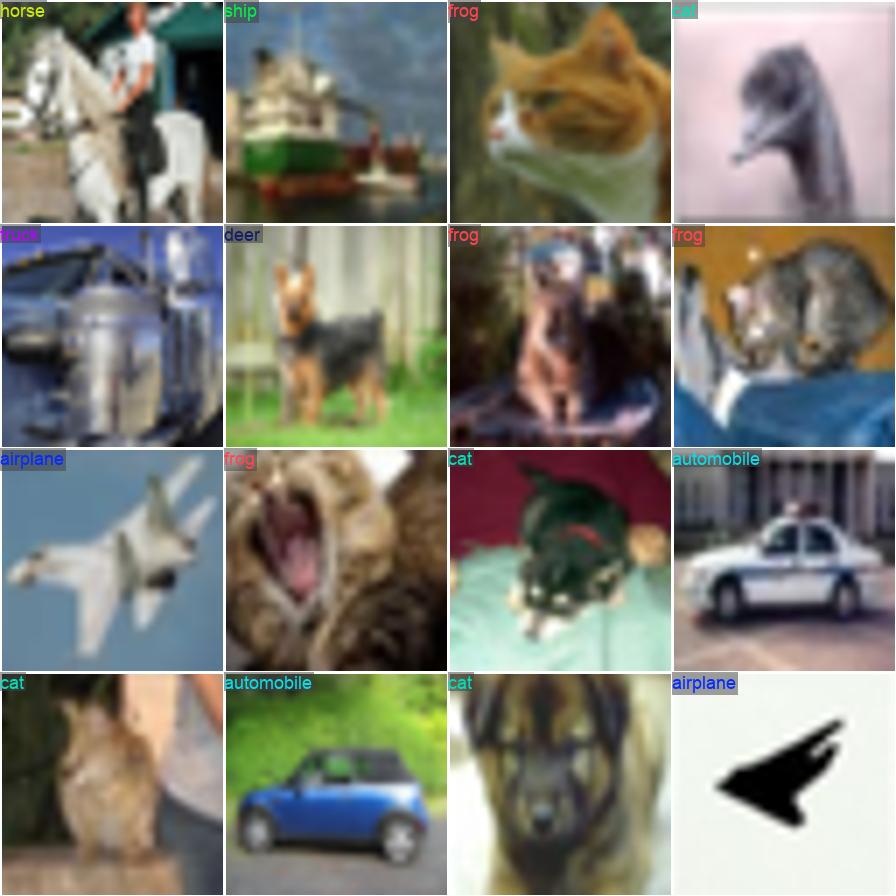 horse ship frog cat
truck deer frog frog
airplane frog cat automobile
cat automobile cat airplane